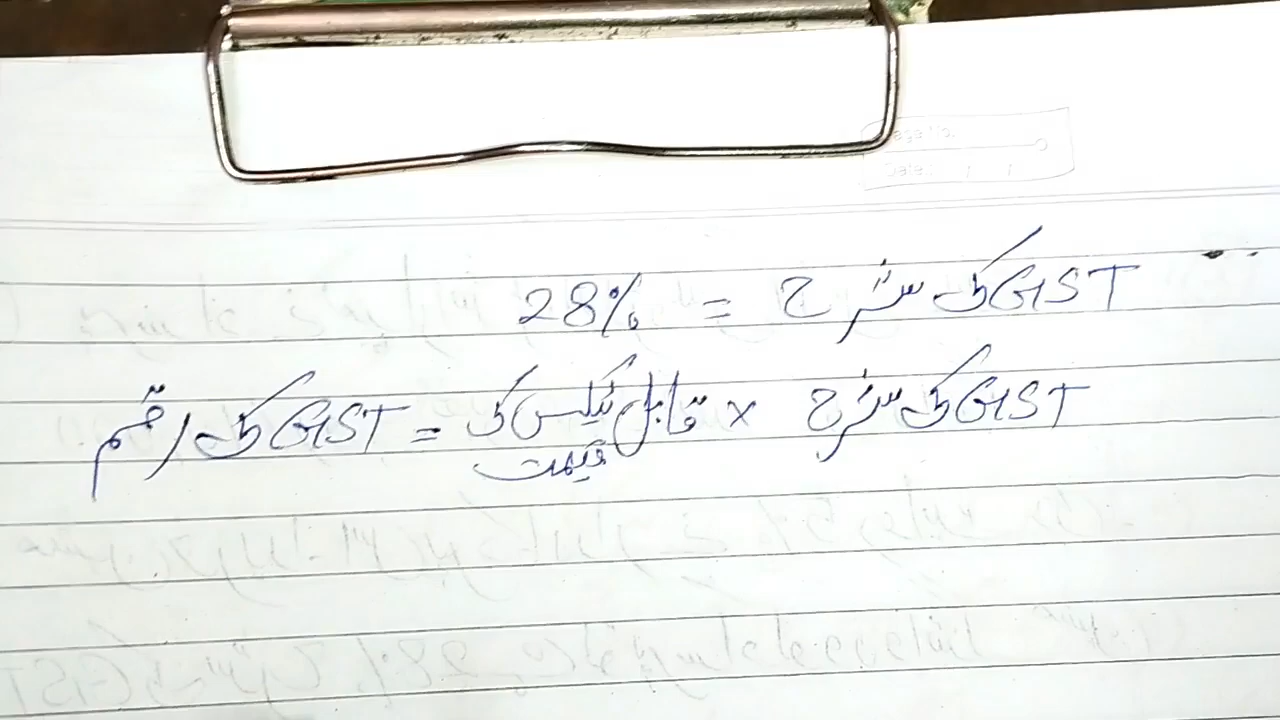 GST کی شرح = 28%
GST کی رقم = قابل ٹیکس کی قیمت × GST کی شرح